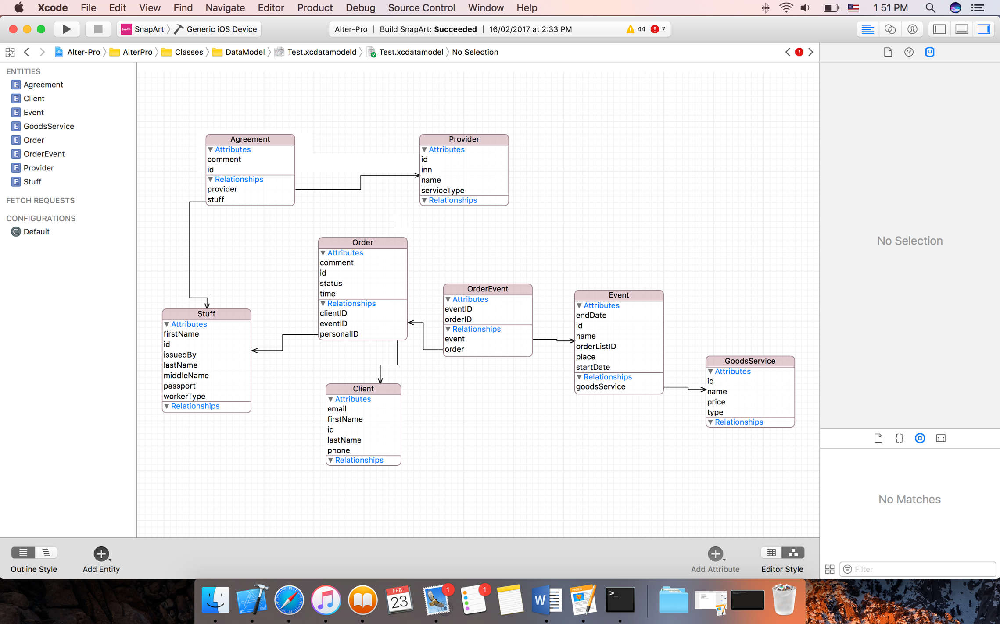 Xcode File Edit View Find Navigate Editor Product Debug Source Control Window Help 1 51 PM
SnapArt Generic iOS Device
Alter-Pro | Build SnapArt: Succeeded | 16/02/2017 at 2:33 PM 44 7
Alter-Pro AlterPro Classes DataModel Test.xcdatamodeld Test.xcdatamodel No Selection
ENTITIES
E Agreement
E Client
E Event
E GoodsService
E Order
E OrderEvent
E Provider
E Stuff
FETCH REQUESTS
CONFIGURATIONS
C Default
Agreement
Attributes
comment
id
Relationships
provider
stuff
Provider
Attributes
id
inn
name
serviceType
Relationships
Order
Attributes
comment
id
status
time
Relationships
clientID
eventID
personalID
OrderEvent
Attributes
eventID
orderID
Relationships
event
order
Event
Attributes
endDate
id
name
orderListID
place
startDate
Relationships
goodsService
Stuff
Attributes
firstName
id
issuedBy
lastName
middleName
passport
workerType
Relationships
Client
Attributes
email
firstName
id
lastName
phone
Relationships
GoodsService
Attributes
id
name
price
type
Relationships
No Selection
No Matches
Outline Style
Add Entity
Add Attribute
Editor Style
Filter
FEB
23
1
1
W
PAGES
>_